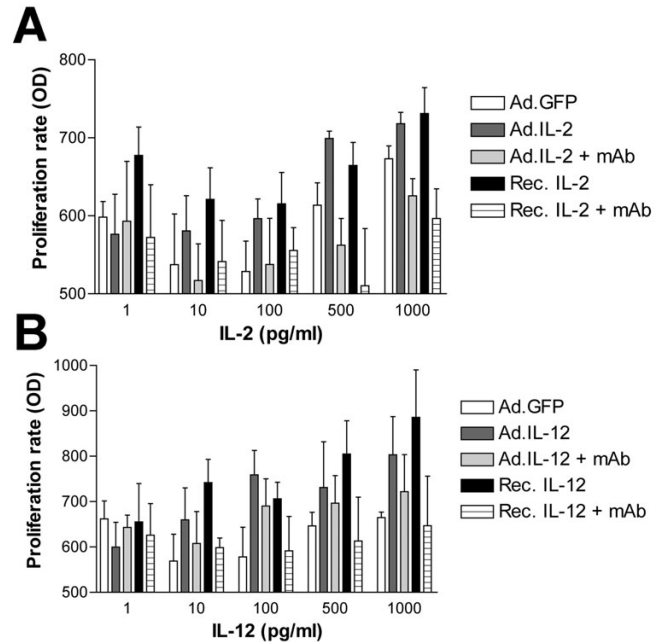 A
Proliferation rate (OD)
800
700
600
500
1 10 100 500 1000
IL-2 (pg/ml)
Ad.GFP
Ad.IL-2
Ad.IL-2 + mAb
Rec. IL-2
Rec. IL-2 + mAb
B
Proliferation rate (OD)
1000
900
800
700
600
500
1 10 100 500 1000
IL-12 (pg/ml)
Ad.GFP
Ad.IL-12
Ad.IL-12 + mAb
Rec. IL-12
Rec. IL-12 + mAb